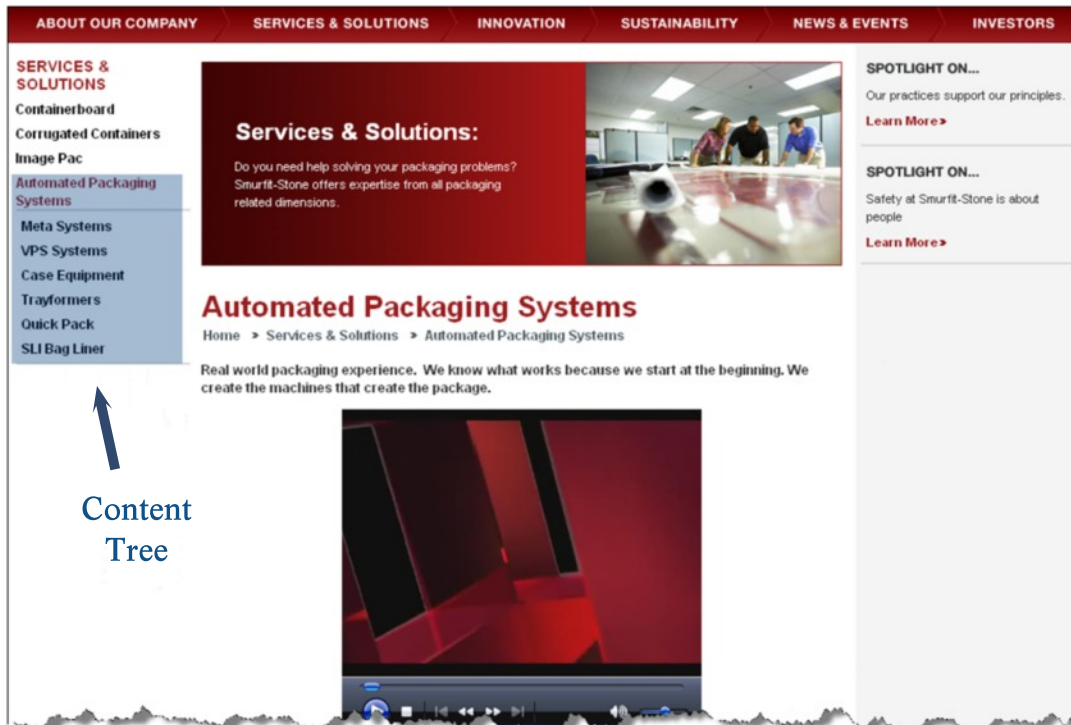 ABOUT OUR COMPANY SERVICES & SOLUTIONS INNOVATION SUSTAINABILITY NEWS & EVENTS INVESTORS
SERVICES &
SOLUTIONS
Containerboard
Corrugated Containers
Image Pac
Automated Packaging
Systems
Meta Systems
VPS Systems
Case Equipment
Trayformers
Quick Pack
SLI Bag Liner
Content
Tree
Services & Solutions:
Do you need help solving your packaging problems?
Smurfit-Stone offers expertise from all packaging
related dimensions.
Automated Packaging Systems
Home > Services & Solutions > Automated Packaging Systems
Real world packaging experience. We know what works because we start at the beginning. We
create the machines that create the package.
SPOTLIGHT ON...
Our practices support our principles.
Learn More>
SPOTLIGHT ON...
Safety at Smurfit-Stone is about
people
Learn More>